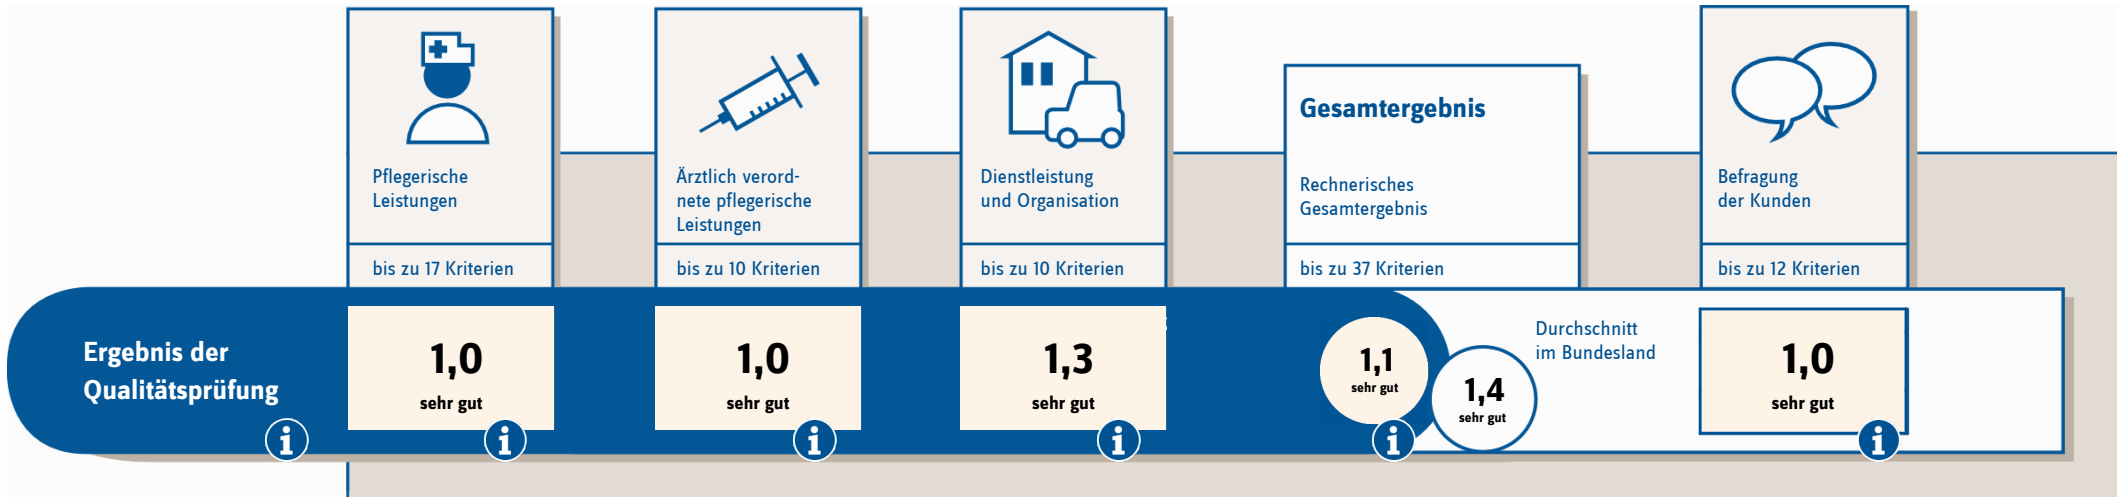 Pflegerische
Leistungen
bis zu 17 Kriterien
Ärztlich verord-
nete pflegerische
Leistungen
bis zu 10 Kriterien
Dienstleistung
und Organisation
bis zu 10 Kriterien
Gesamtergebnis
Rechnerisches
Gesamtergebnis
bis zu 37 Kriterien
Befragung
der Kunden
bis zu 12 Kriterien
Ergebnis der
Qualitätsprüfung
i
1,0
sehr gut
i
1,0
sehr gut
i
1,3
sehr gut
i
1,1
sehr gut
i
1,4
sehr gut
Durchschnitt
im Bundesland
1,0
sehr gut
i